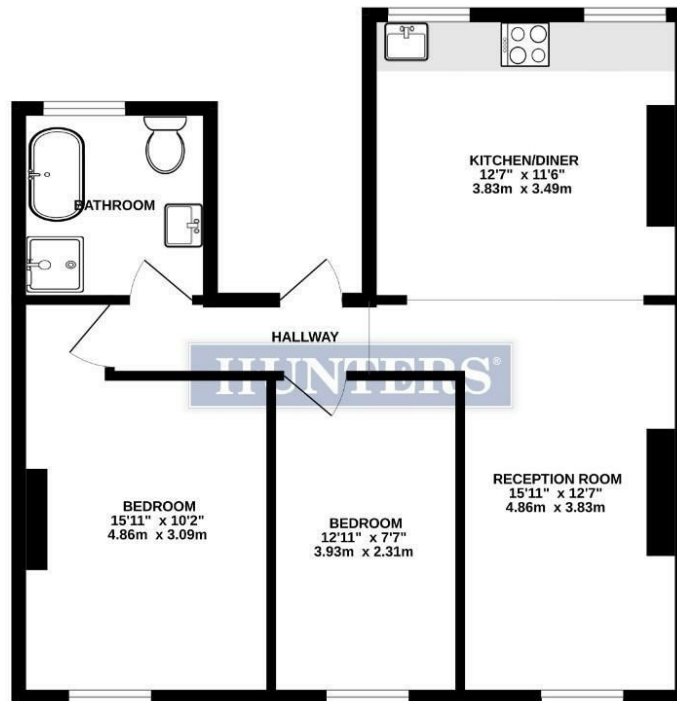 KITCHEN/DINER
12'7" x 11'6"
3.83m x 3.49m
BATHROOM
HALLWAY
HUNTERS®
BEDROOM
15'11" x 10'2"
4.86m x 3.09m
BEDROOM
12'11" x 7'7"
3.93m x 2.31m
RECEPTION ROOM
15'11" x 12'7"
4.86m x 3.83m